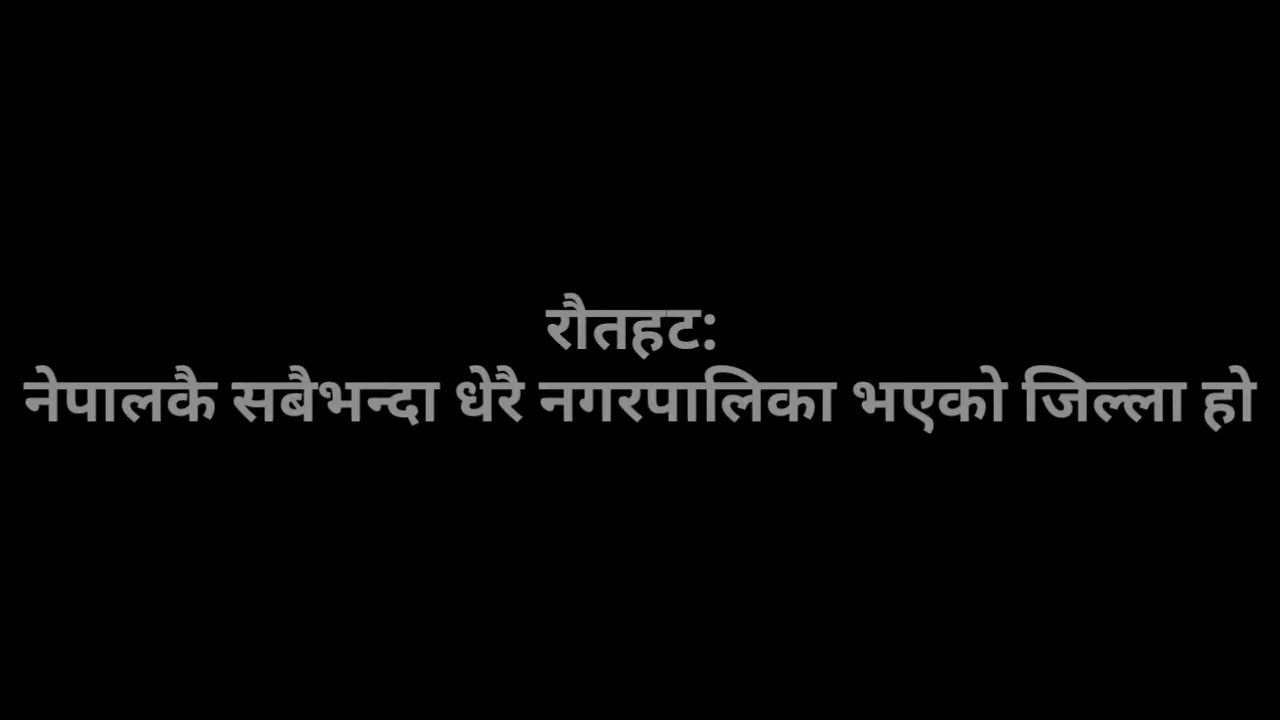 रौतहट:
नेपालकै सबैभन्दा धेरै नगरपालिका भएको जिल्ला हो